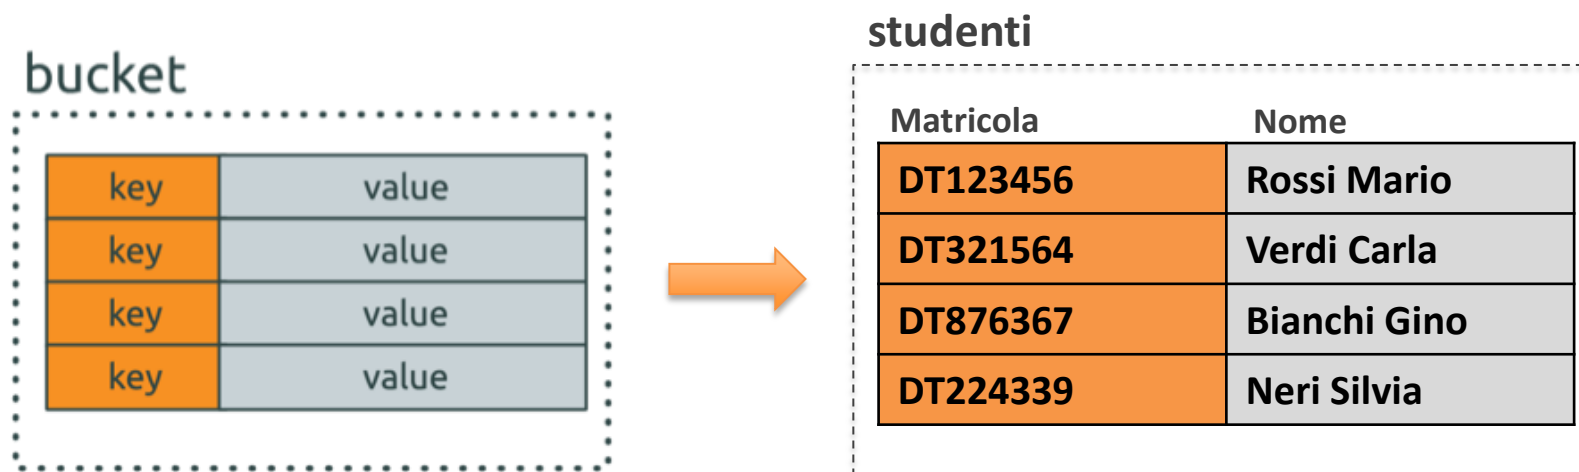 bucket
key value
key value
key value
key value
studenti
Matricola Nome
DT123456 Rossi Mario
DT321564 Verdi Carla
DT876367 Bianchi Gino
DT224339 Neri Silvia